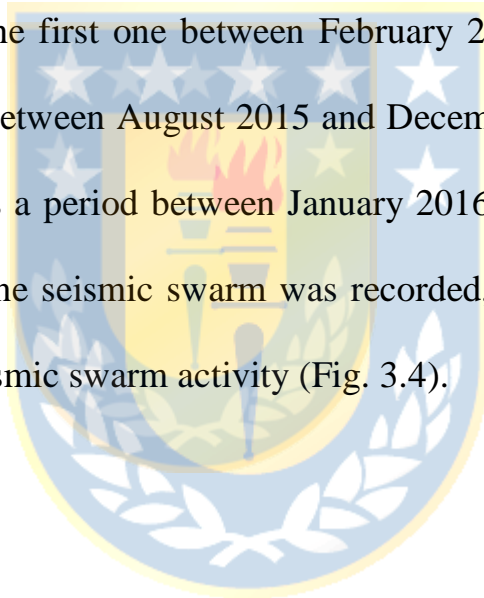 he first one between February 2
etween August 2015 and Decem
a period between January 2016
ne seismic swarm was recorded.
smic swarm activity (Fig. 3.4).